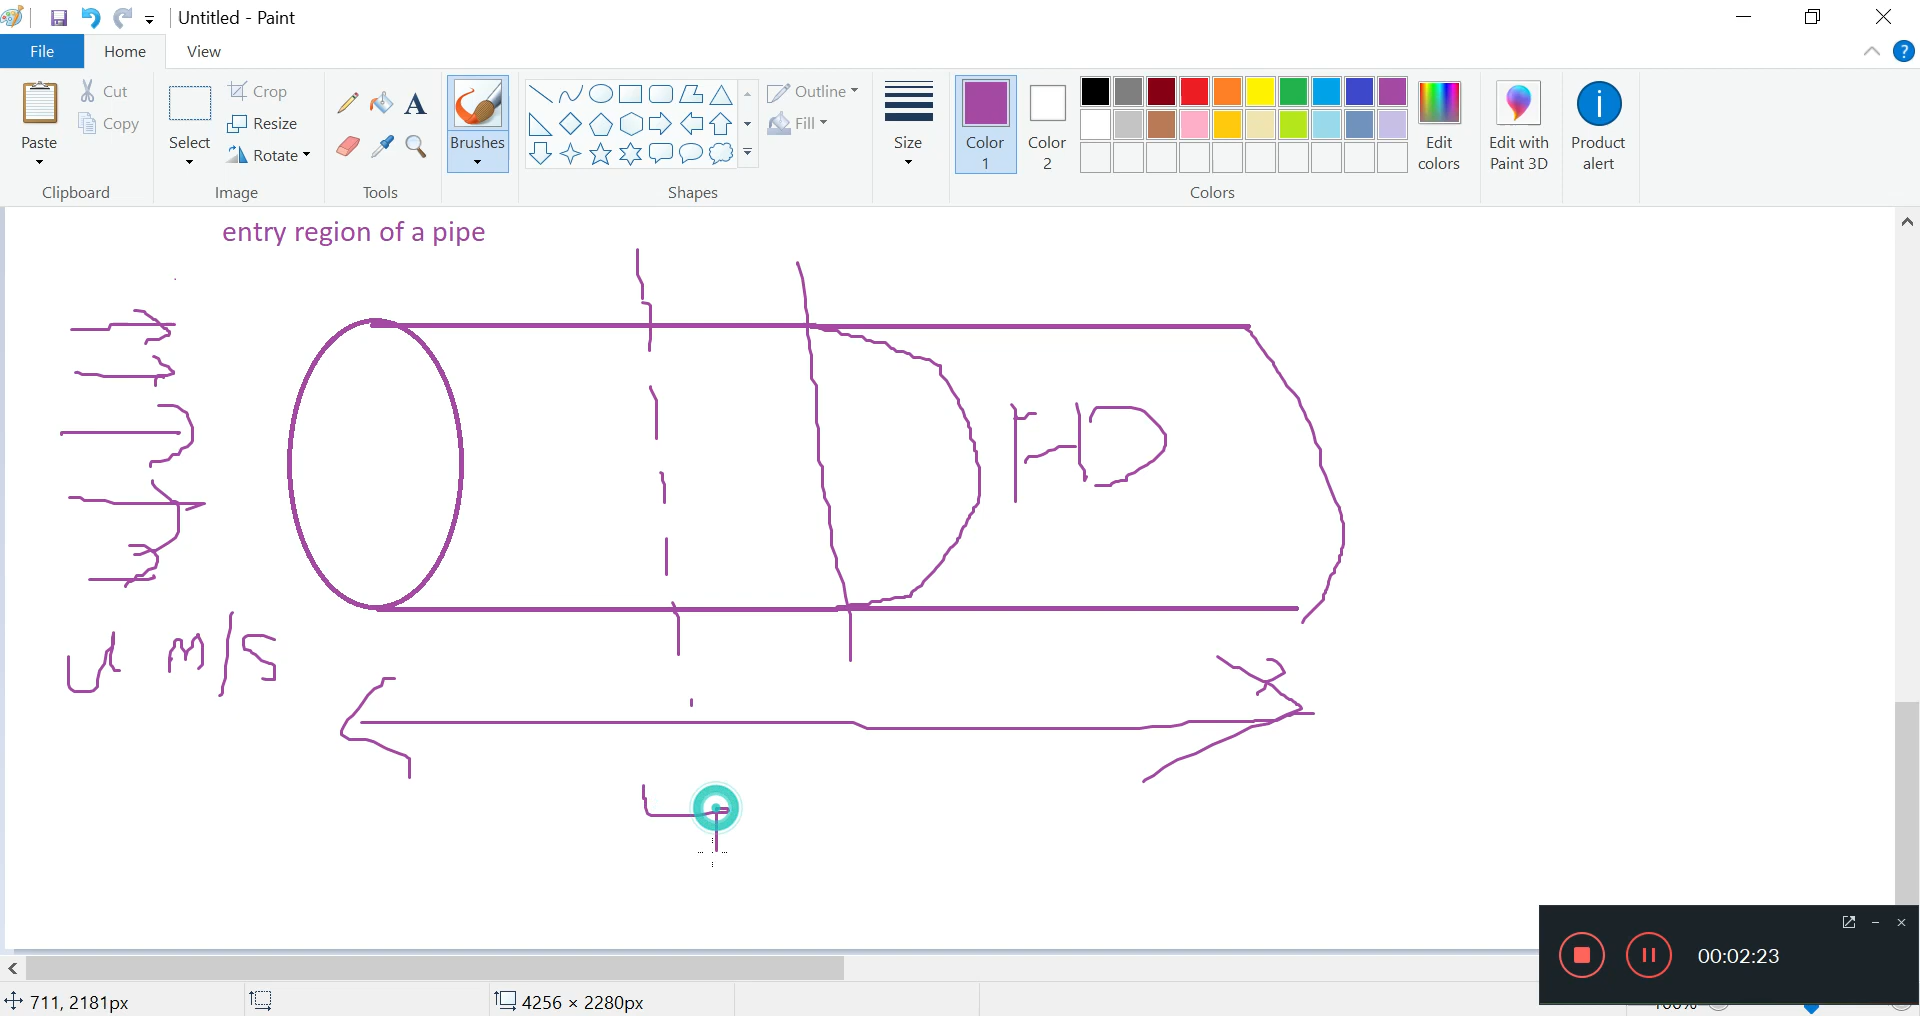 Untitled - Paint
File Home View
Paste
Cut
Copy
Clipboard
Select
Crop
Resize
Rotate
Image
A
Tools
Brushes
Outline
Fill
Shapes
Size
Color 1
Color 2
Edit colors
Colors
Edit with Paint 3D
Product alert
entry region of a pipe
FD
U m/s
00:02:23
711, 2181px
4256 × 2280px
100%